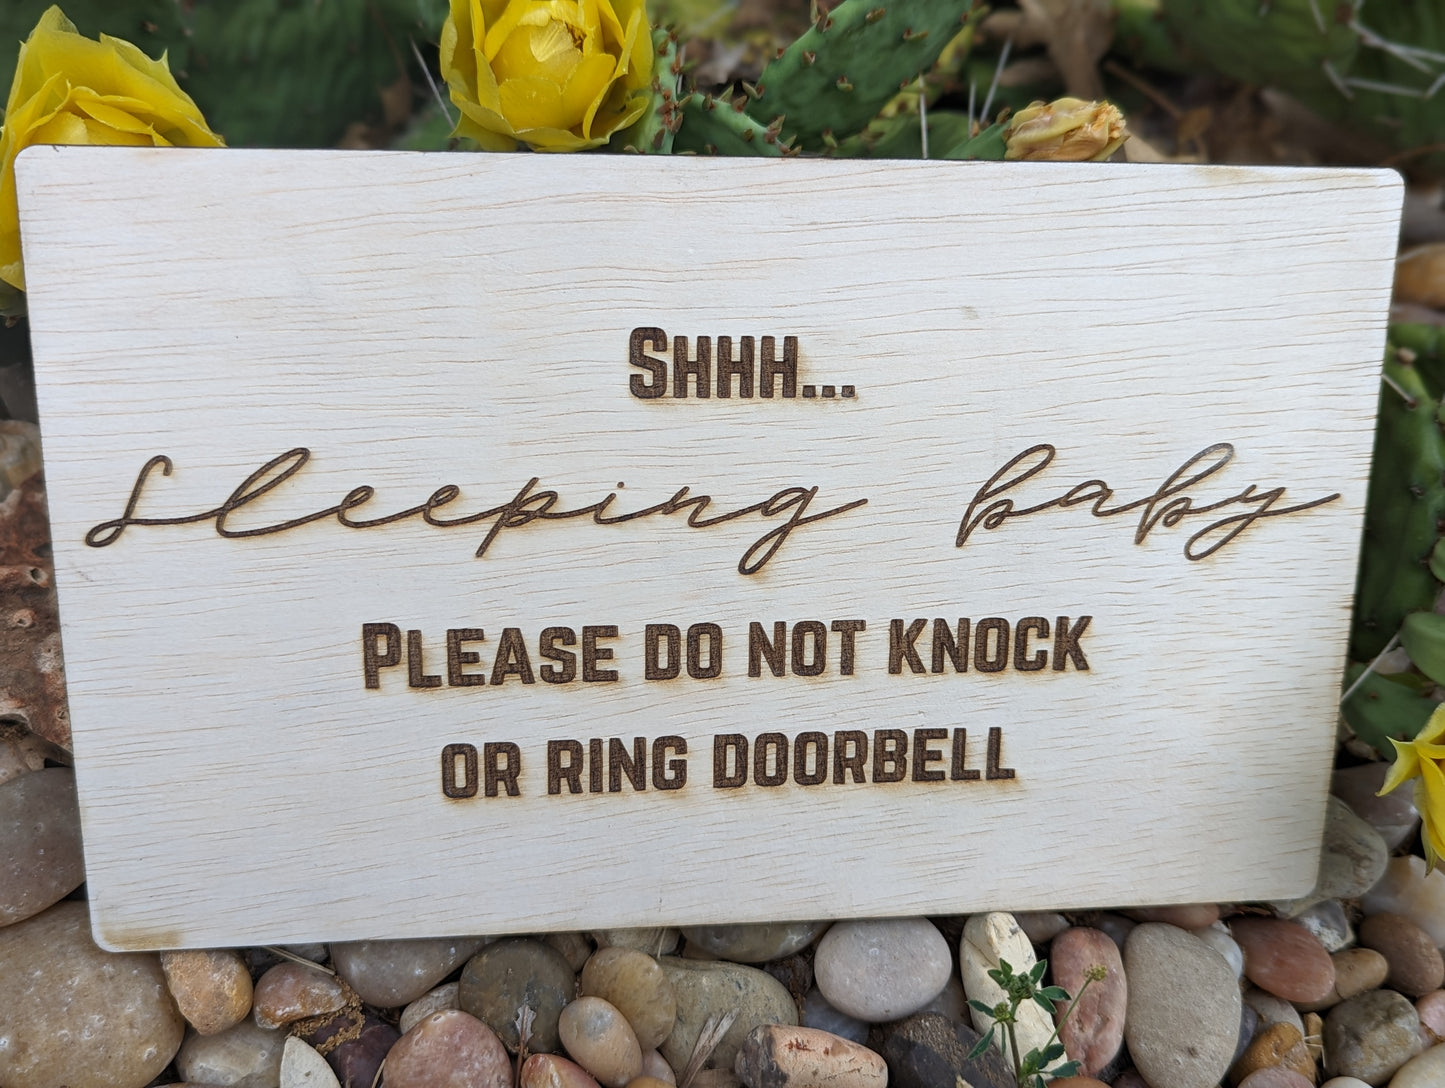 Shhh...
sleeping baby
Please do not knock
or ring doorbell